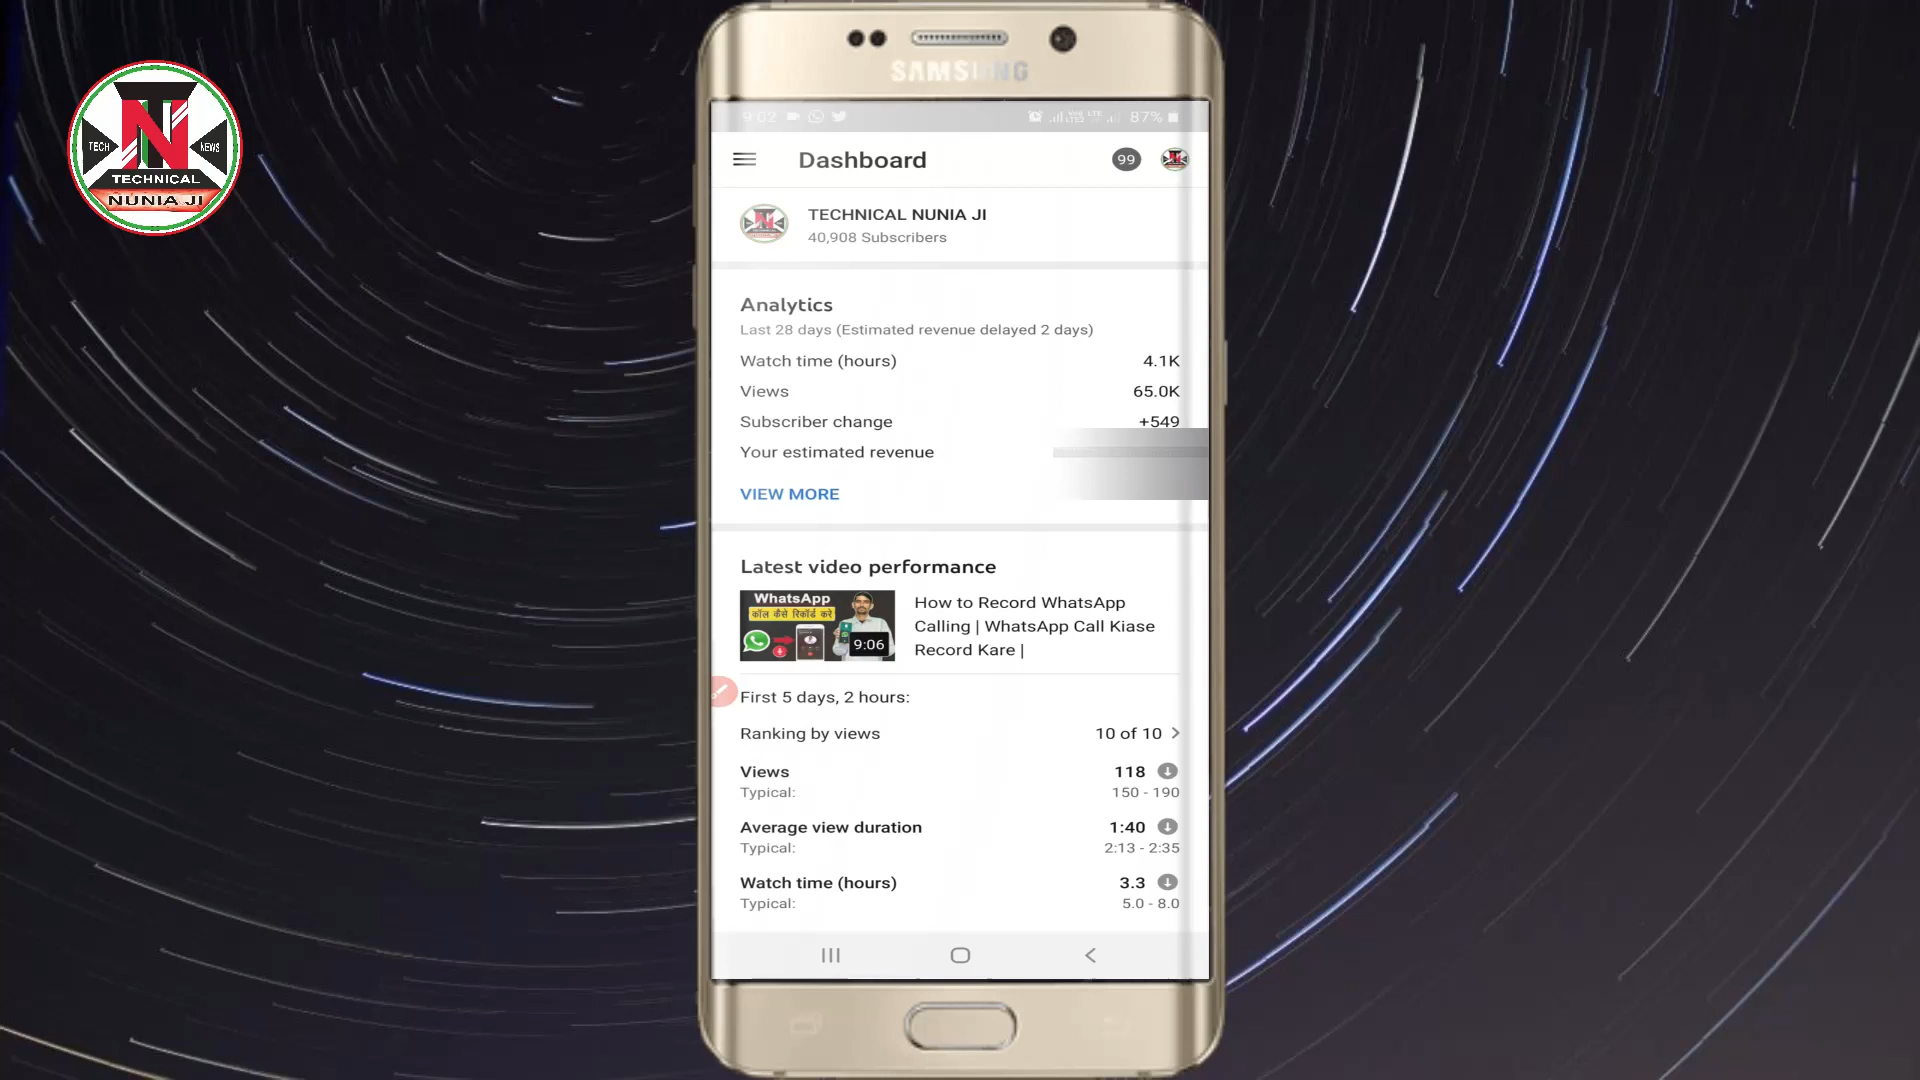 TECH
NEWS
TECHNICAL
NUNIA JI
SAMSUNG
9:02
87%
Dashboard
99
TECHNICAL NUNIA JI
40,908 Subscribers
Analytics
Last 28 days (Estimated revenue delayed 2 days)
Watch time (hours) 4.1K
Views 65.0K
Subscriber change +549
Your estimated revenue
VIEW MORE
Latest video performance
WhatsApp
कॉल कैसे रिकॉर्ड करे
9:06
How to Record WhatsApp
Calling | WhatsApp Call Kiase
Record Kare |
First 5 days, 2 hours:
Ranking by views 10 of 10
Views 118
Typical: 150 - 190
Average view duration 1:40
Typical: 2:13 - 2:35
Watch time (hours) 3.3
Typical: 5.0 - 8.0